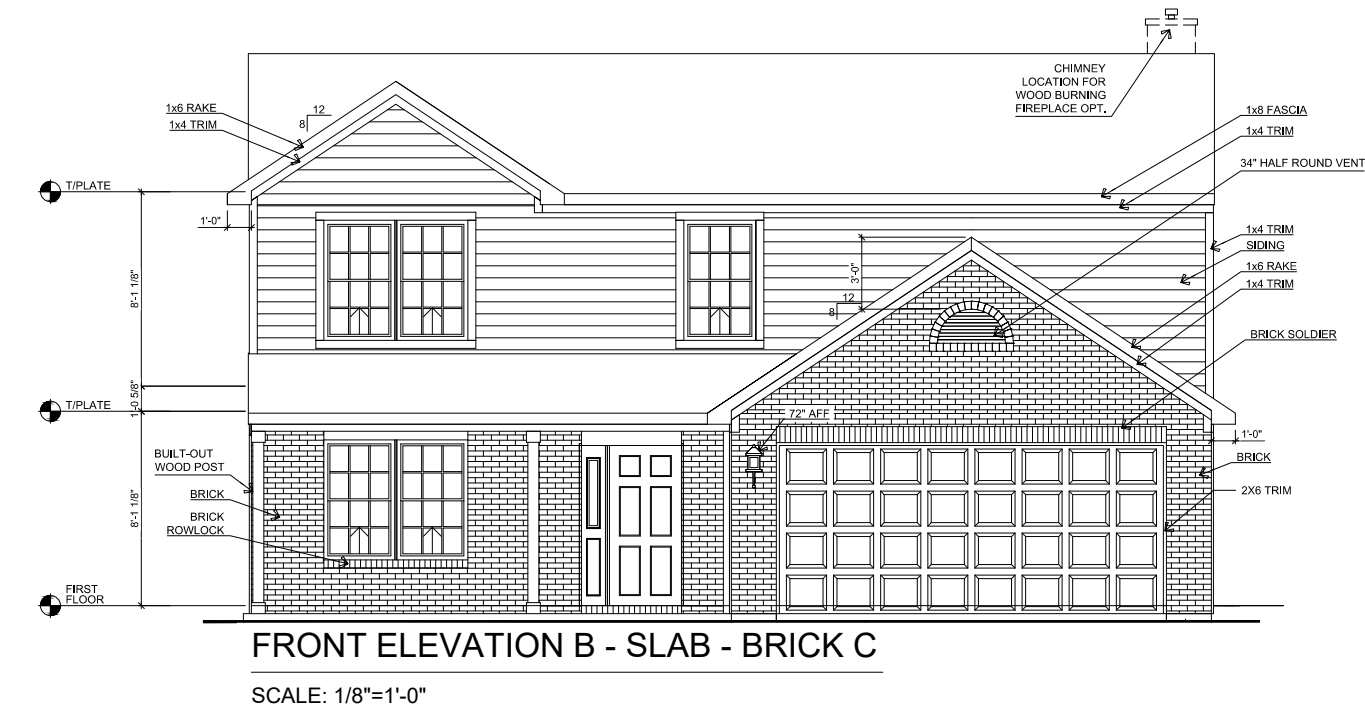 CHIMNEY
LOCATION FOR
WOOD BURNING
FIREPLACE OPT.
1x6 RAKE
1x4 TRIM
12
8
1x8 FASCIA
1x4 TRIM
34" HALF ROUND VENT
T/PLATE
1'-0"
1x4 TRIM
SIDING
1x6 RAKE
1x4 TRIM
3'-0"
12
8
8'-1 1/8"
BRICK SOLDIER
1'-0 5/8"
T/PLATE
72" AFF
1'-0"
BUILT-OUT
WOOD POST
BRICK
BRICK
ROWLOCK
8'-1 1/8"
BRICK
2X6 TRIM
FIRST
FLOOR
FRONT ELEVATION B - SLAB - BRICK C
SCALE: 1/8"=1'-0"